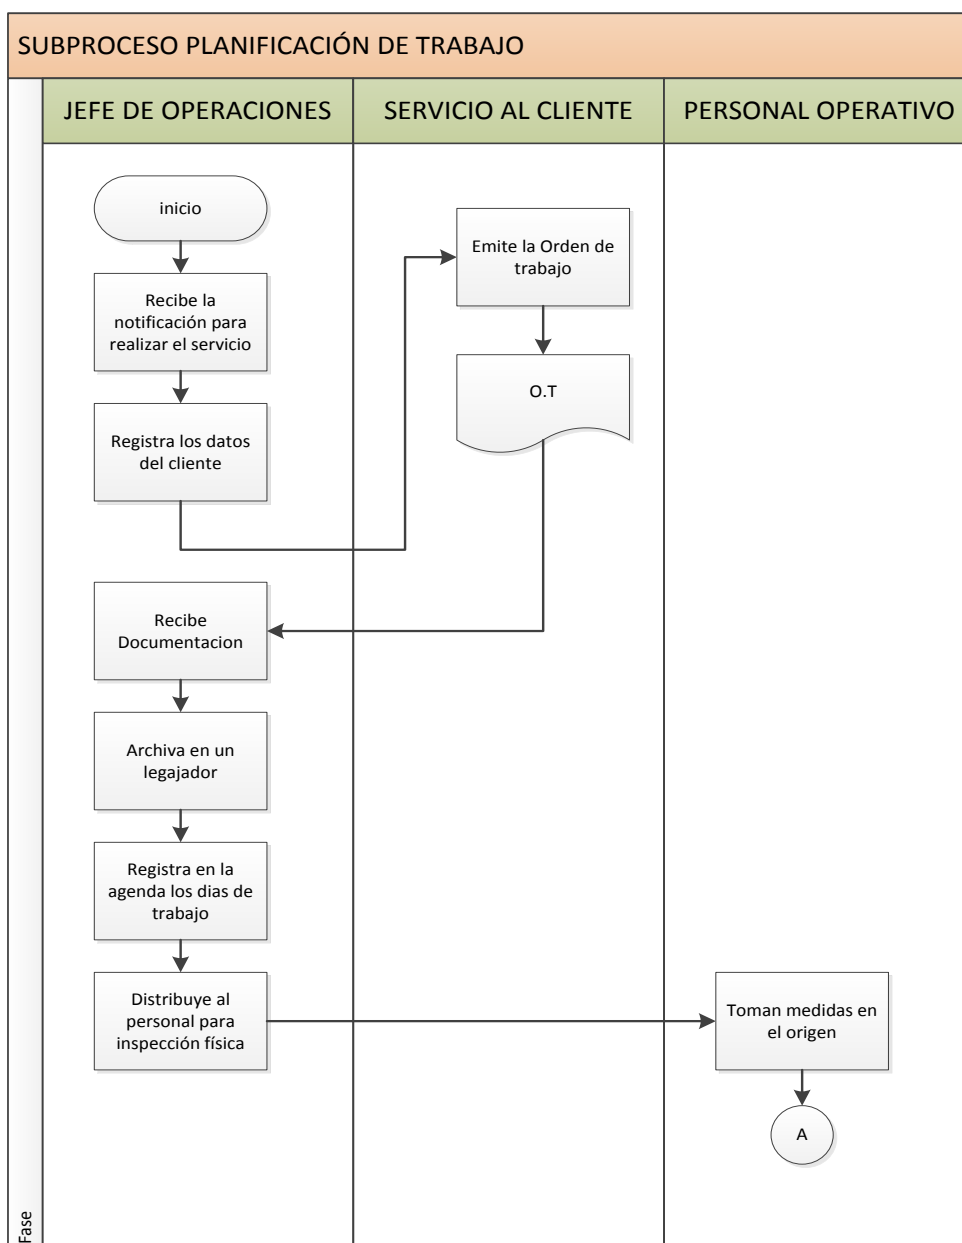 SUBPROCESO PLANIFICACIÓN DE TRABAJO
JEFE DE OPERACIONES
SERVICIO AL CLIENTE
PERSONAL OPERATIVO
inicio
Recibe la
notificación para
realizar el servicio
Registra los datos
del cliente
Emite la Orden de
trabajo
O.T
Recibe
Documentacion
Archiva en un
legajador
Registra en la
agenda los dias de
trabajo
Distribuye al
personal para
inspección física
Toman medidas en
el origen
A
Fase